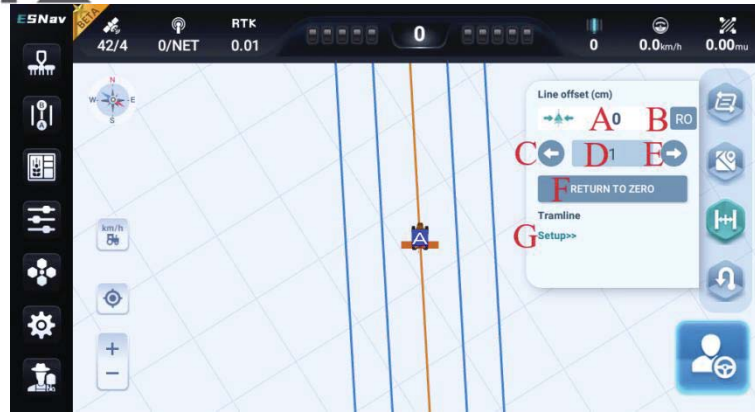 ESNav
BETA
42/4
0/NET
RTK
0.01
0
0
0.0km/h
0.00mu
N
W E
S
Line offset (cm)
A 0 B RO
C D 1 E
F RETURN TO ZERO
Tramline
G Setup>>
km/h
A
+
−